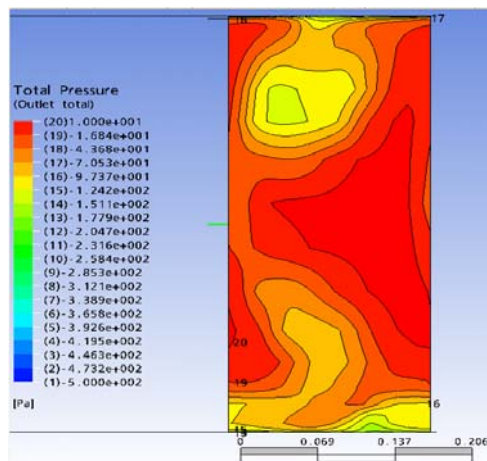 18
17
Total Pressure
(Outlet total)
(20)1.000e+001
(19)-1.684e+001
(18)-4.368e+001
(17)-7.053e+001
(16)-9.737e+001
(15)-1.242e+002
(14)-1.511e+002
(13)-1.779e+002
(12)-2.047e+002
(11)-2.316e+002
(10)-2.584e+002
(9)-2.853e+002
(8)-3.121e+002
(7)-3.389e+002
(6)-3.658e+002
(5)-3.926e+002
(4)-4.195e+002
(3)-4.463e+002
(2)-4.732e+002
(1)-5.000e+002
[Pa]
20
19
16
0
0.069
0.137
0.206